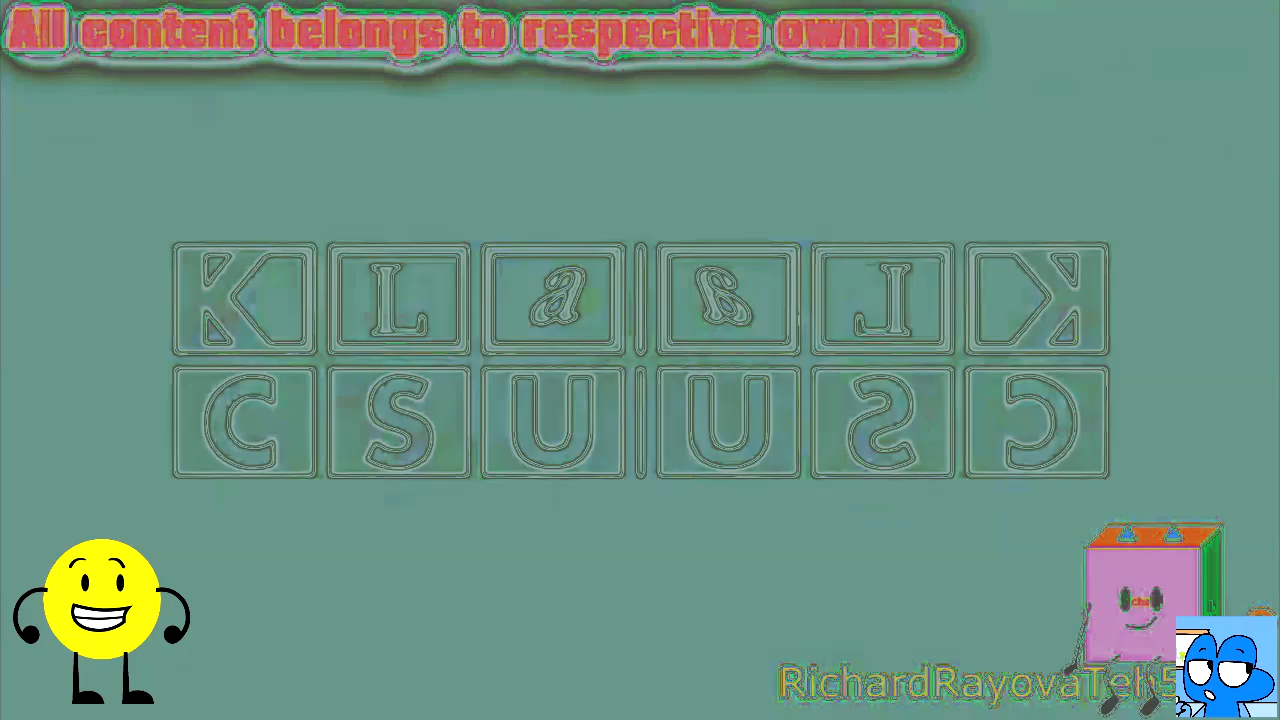 All content belongs to respective owners.
K L a s J K
C S U U S C
RichardRayovaTeh5